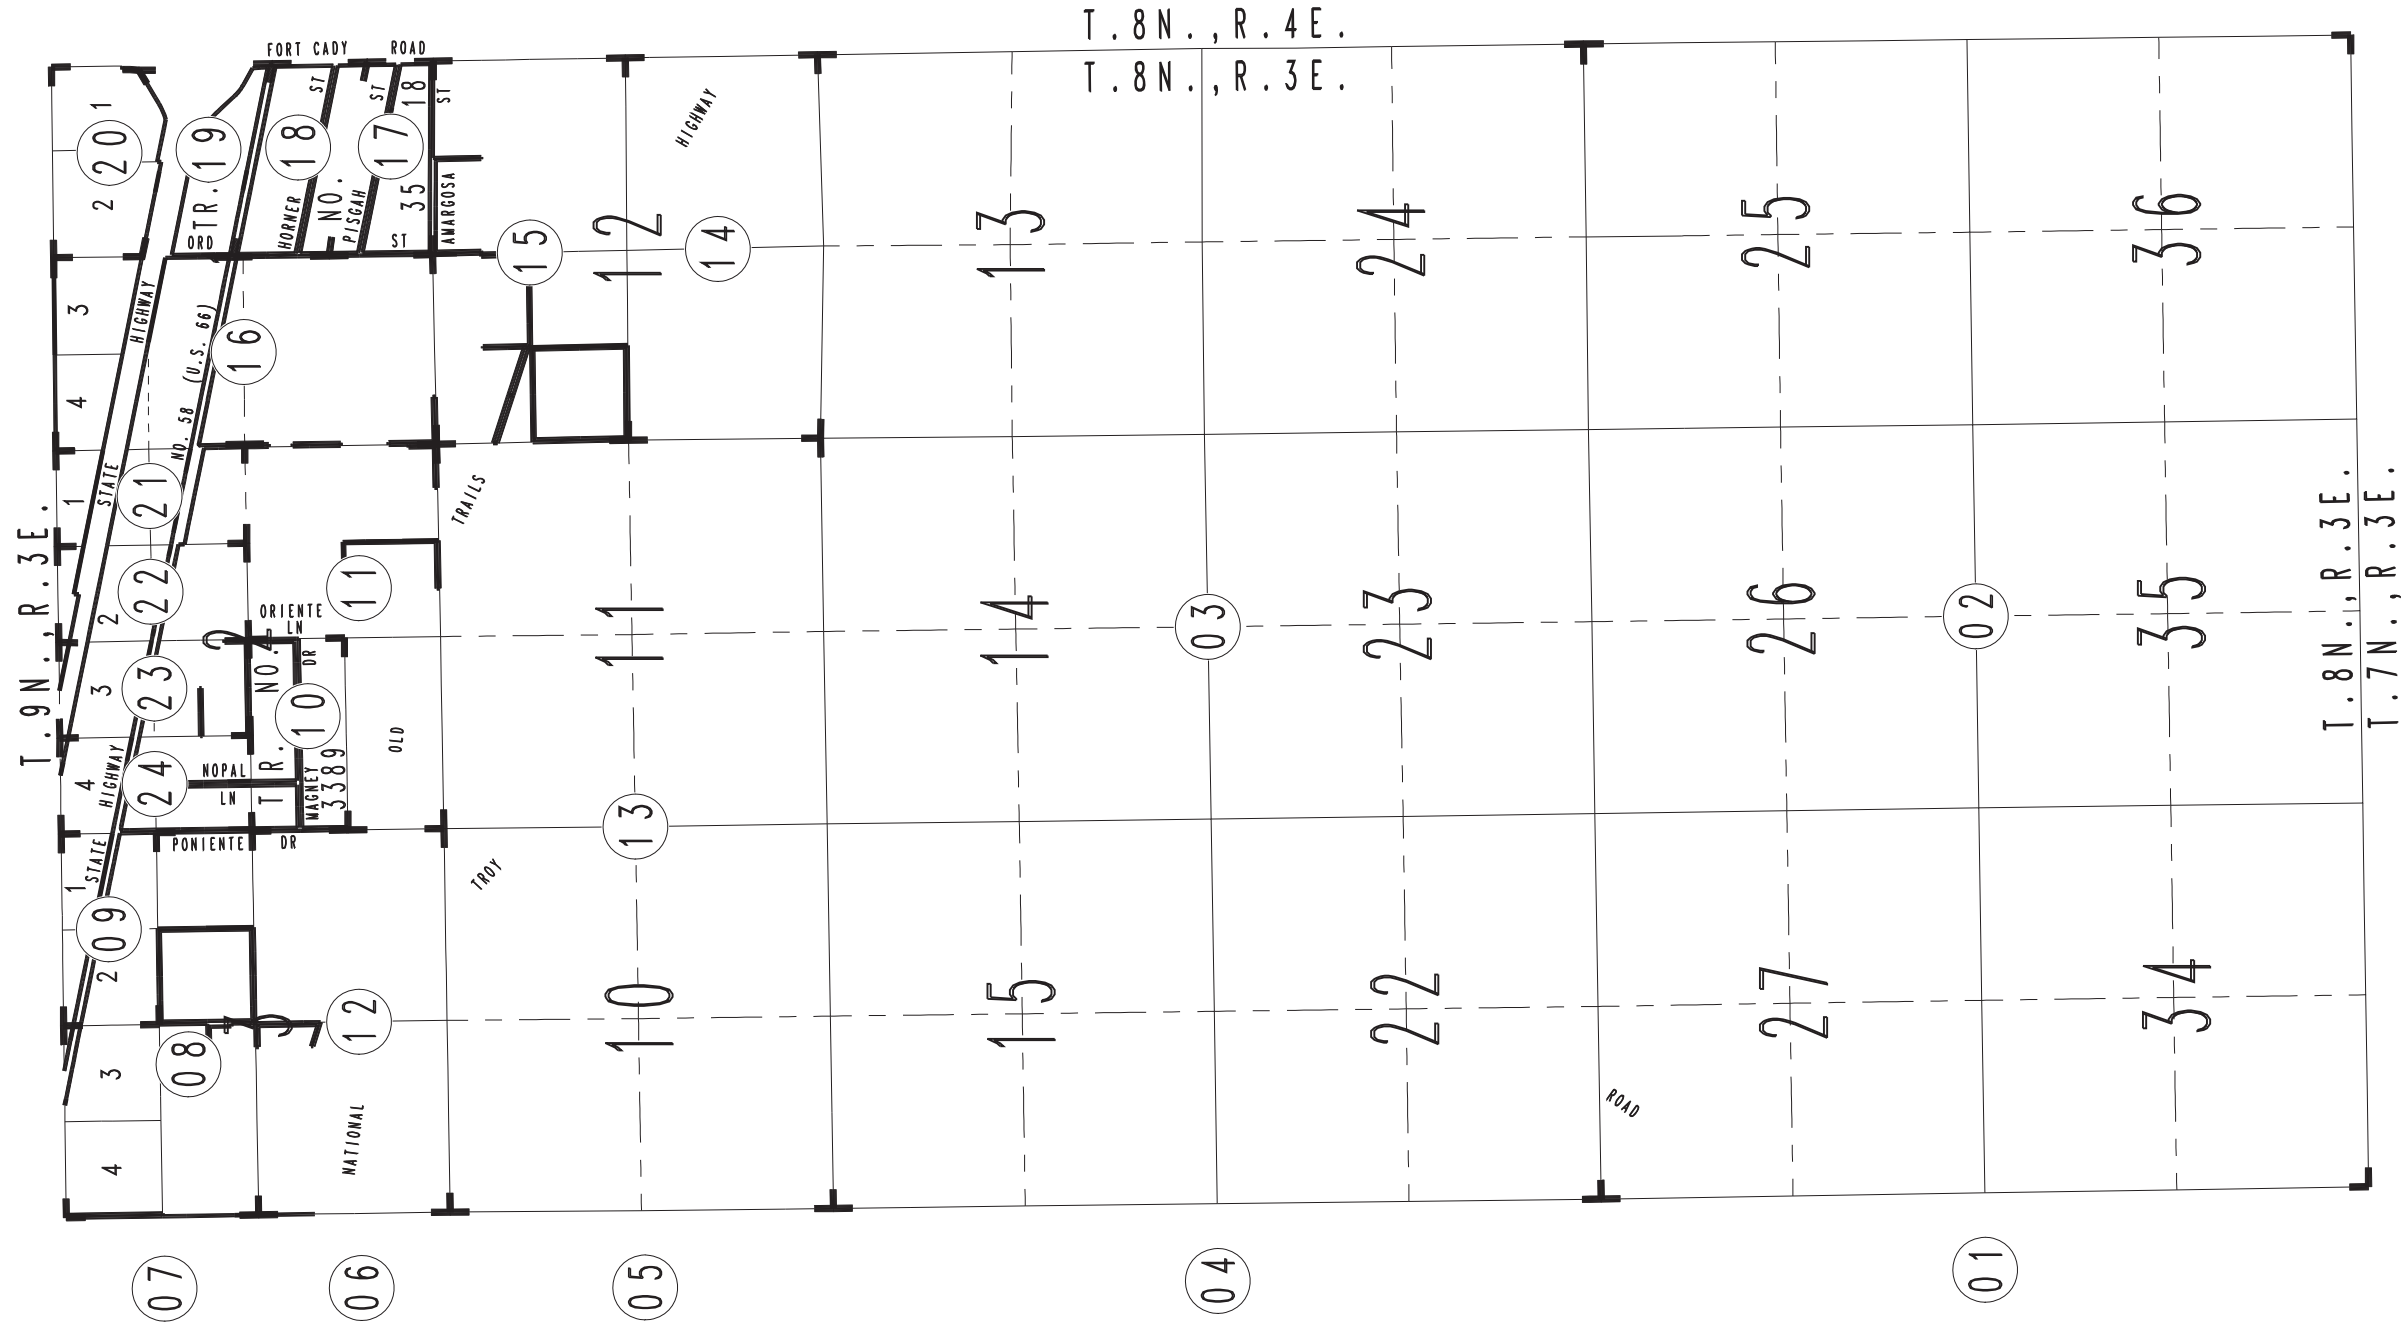 T.8N.,R.4E.
T.8N.,R.3E.
FORT CADY ROAD
1
20
2
19
TR.
18
NO.
17
18
35
ST
ST
ST
HORNER
PISGAH
AMARGOSA
ORD
ST
HIGHWAY
15
12
14
13
24
25
36
3
4
HIGHWAY
(U.S. 66)
NO. 58
16
STATE
1
21
T.9N.,R.3E.
22
2
2
11
ORIENTE
LN
TRAILS
11
14
03
23
26
02
35
T.8N.,R.3E.
T.7N.,R.3E.
3
23
NO.
DR
10
OLD
4
HIGHWAY
24
NOPAL
LN
TR.
MAGNEY
3389
PONIENTE DR
13
STATE
1
TROY
09
2
3
08
3
12
10
15
22
27
34
4
NATIONAL
ROAD
07
06
05
04
01